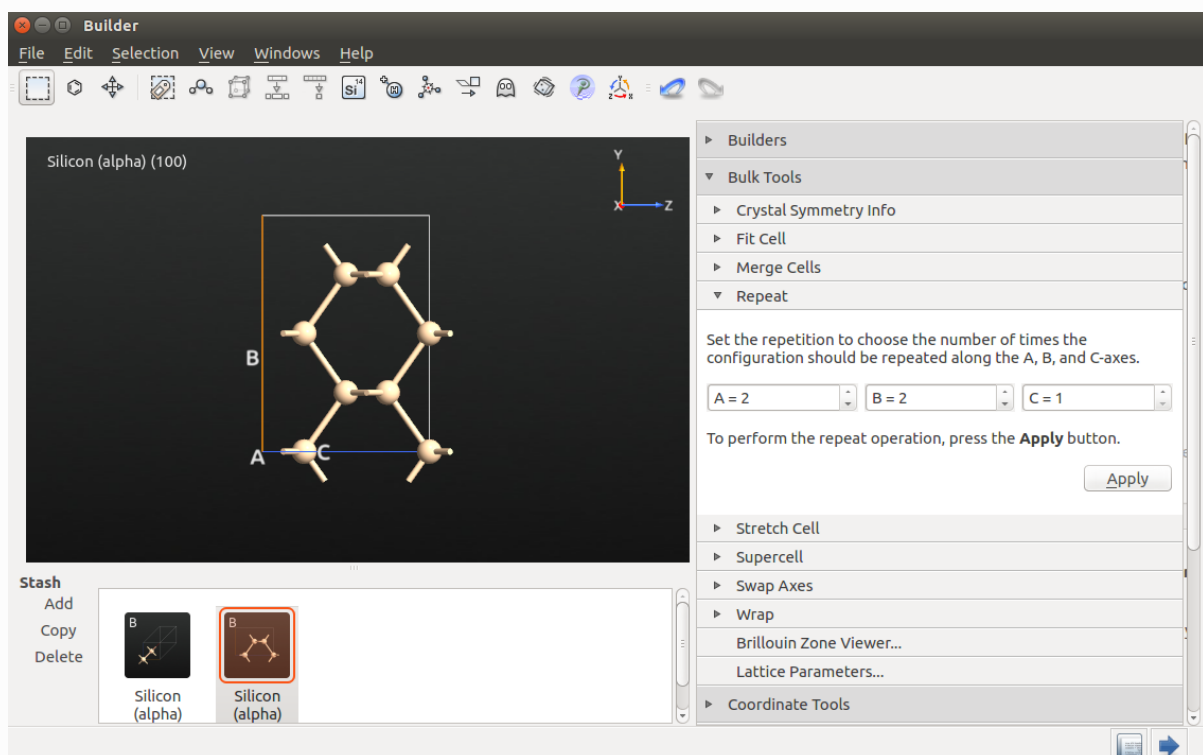 Builder
File Edit Selection View Windows Help
Si 14
Silicon (alpha) (100)
Y
X Z
B
A C
Builders
Bulk Tools
Crystal Symmetry Info
Fit Cell
Merge Cells
Repeat
Set the repetition to choose the number of times the
configuration should be repeated along the A, B, and C-axes.
A = 2 B = 2 C = 1
To perform the repeat operation, press the Apply button.
Apply
Stretch Cell
Supercell
Swap Axes
Wrap
Brillouin Zone Viewer...
Lattice Parameters...
Coordinate Tools
Stash
Add
Copy
Delete
B B
Silicon Silicon
(alpha) (alpha)